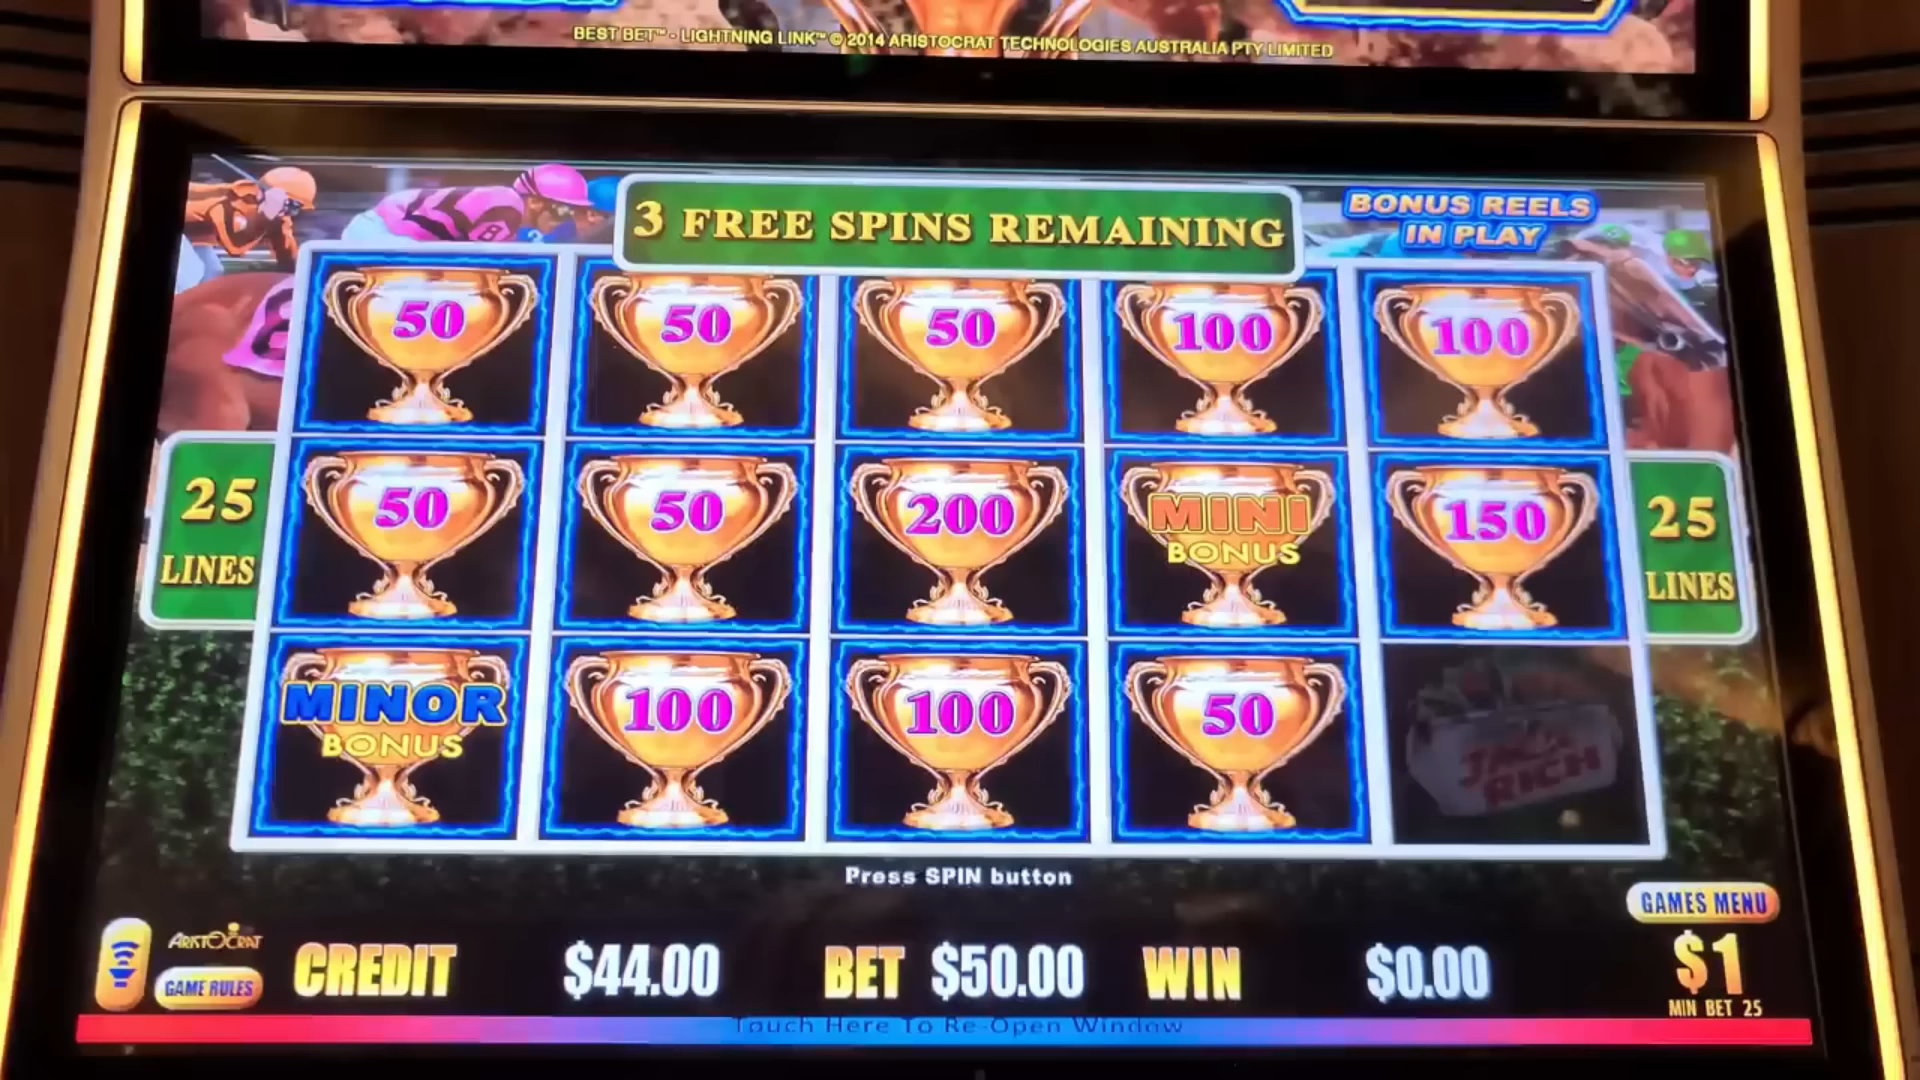 BEST BET™ - LIGHTNING LINK™ © 2014 ARISTOCRAT TECHNOLOGIES AUSTRALIA PTY LIMITED
3 FREE SPINS REMAINING
BONUS REELS
IN PLAY
50 50 50 100 100
25
LINES
50 50 200 MINI
BONUS
150
25
LINES
MINOR
BONUS
100 100 50
JACK
RICH
8
Press SPIN button
GAMES MENU
ARISTOCRAT
GAME RULES
CREDIT $44.00 BET $50.00 WIN $0.00
$1
MIN BET 25
Touch Here To Re-Open Window